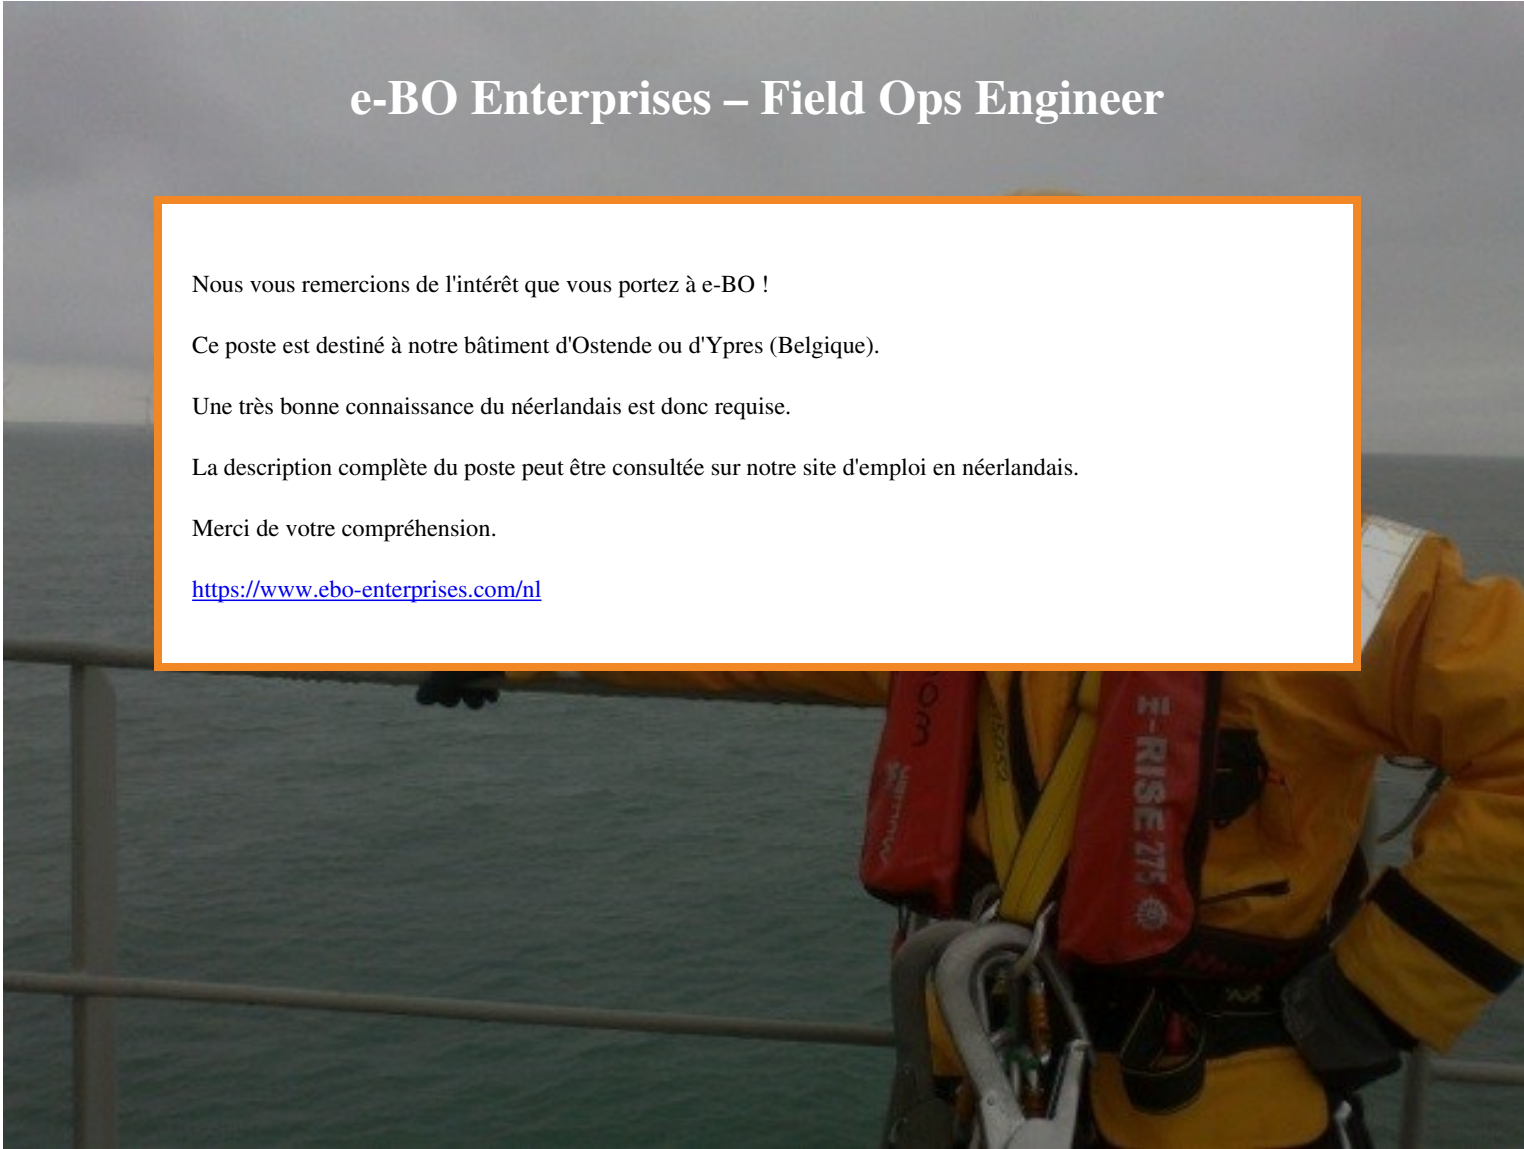 e-BO Enterprises – Field Ops Engineer
Nous vous remercions de l'intérêt que vous portez à e-BO !
Ce poste est destiné à notre bâtiment d'Ostende ou d'Ypres (Belgique).
Une très bonne connaissance du néerlandais est donc requise.
La description complète du poste peut être consultée sur notre site d'emploi en néerlandais.
Merci de votre compréhension.
https://www.ebo-enterprises.com/nl
-RISE 275